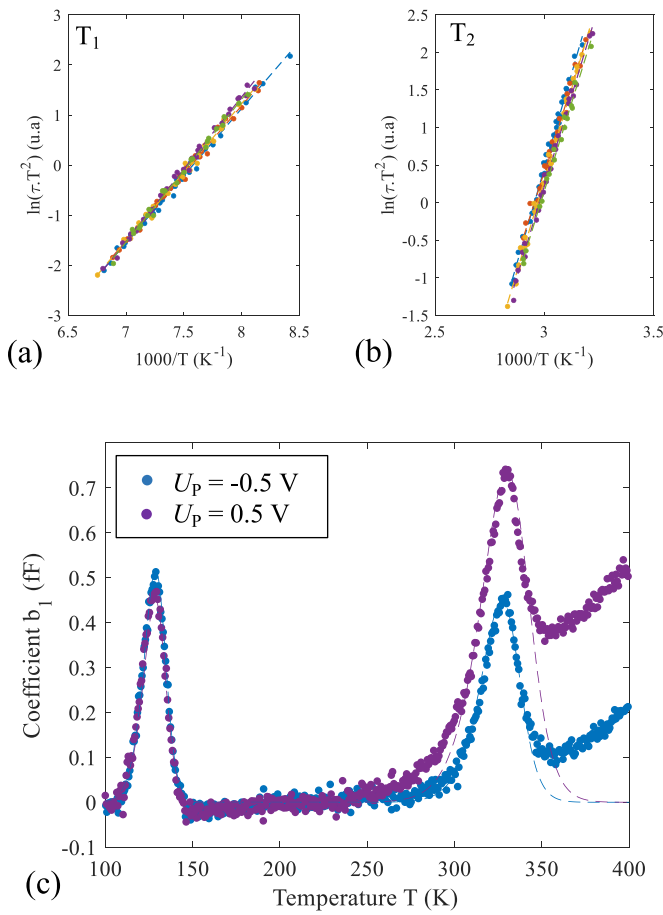 T1
3
2
1
0
-1
-2
-3
ln(τ.T²) (u.a)
6.5 7 7.5 8 8.5
1000/T (K⁻¹)
(a)
T2
2.5
2
1.5
1
0.5
0
-0.5
-1
-1.5
ln(τ.T²) (u.a)
2.5 3 3.5
1000/T (K⁻¹)
(b)
UP = -0.5 V
UP = 0.5 V
0.7
0.6
0.5
0.4
0.3
0.2
0.1
0
-0.1
Coefficient b1 (fF)
100 150 200 250 300 350 400
Temperature T (K)
(c)